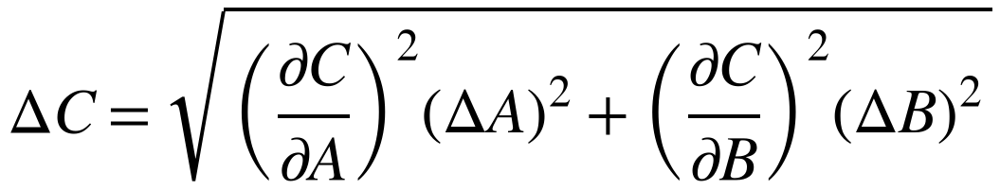 ΔC = √((∂C/∂A)²(ΔA)² + (∂C/∂B)²(ΔB)²)